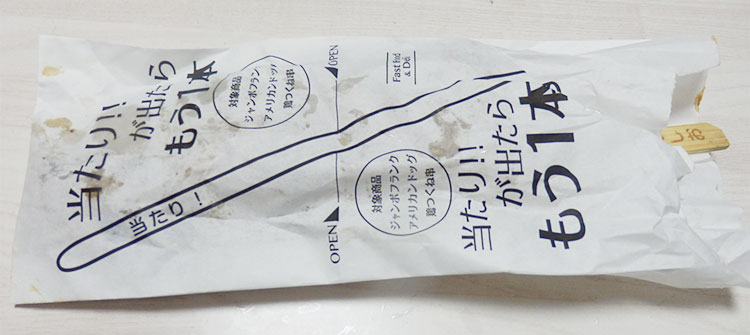 当たり!!
が出たら
もう1本
対象商品
ジャンボフラン
アメリカンドッ
鶏つくね串
OPEN
Fast food
& Deli
当たり!
OPEN
対象商品
ジャンボフランク
アメリカンドッグ
鶏つくね串
当たり!!
が出たら
もう1本